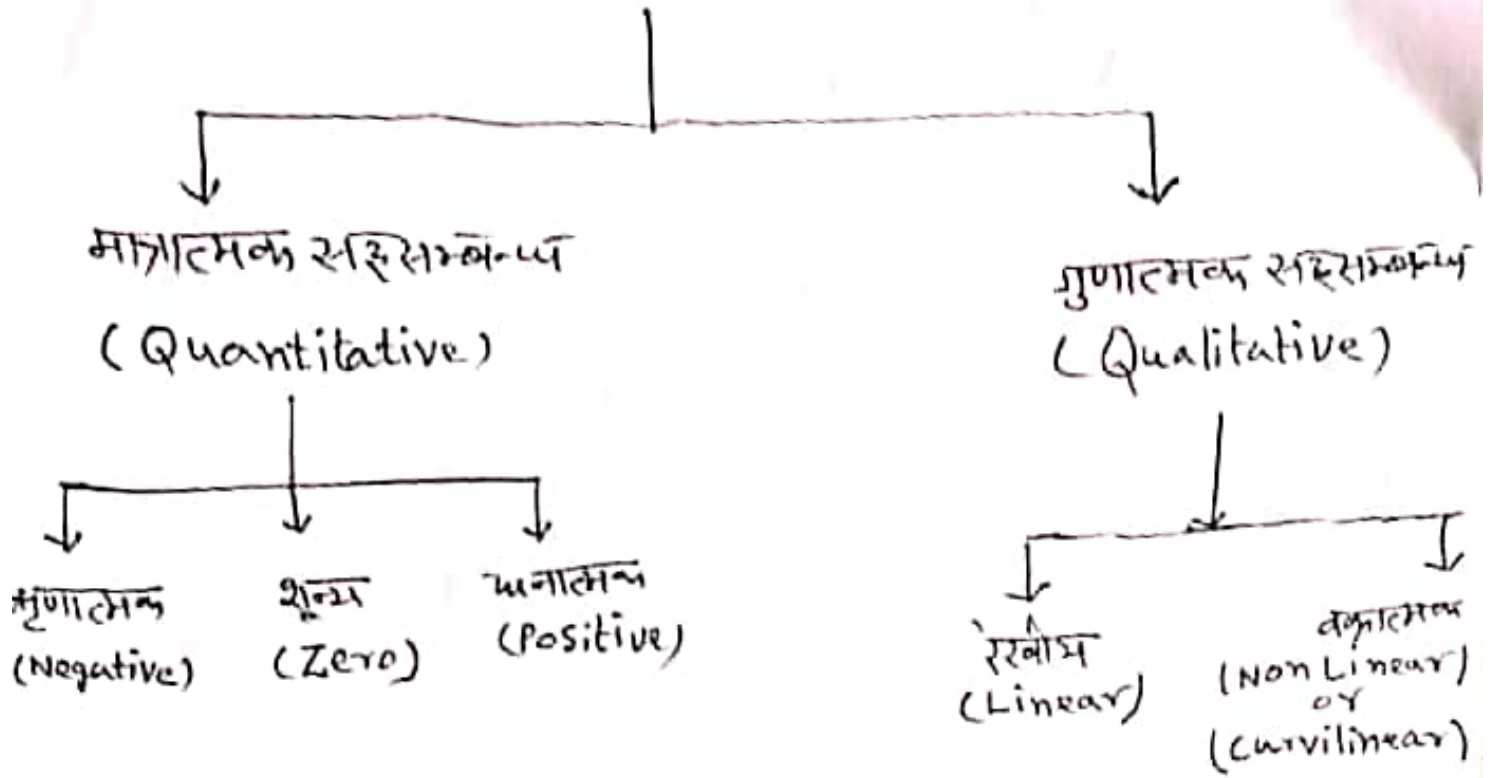 मात्रात्मक सहसम्बन्ध
(Quantitative)
गुणात्मक सहसम्बन्ध
(Qualitative)
ऋणात्मक
(Negative)
शून्य
(Zero)
धनात्मक
(Positive)
रेखीय
(Linear)
वक्रात्मक
(Non Linear)
or
(Curvilinear)